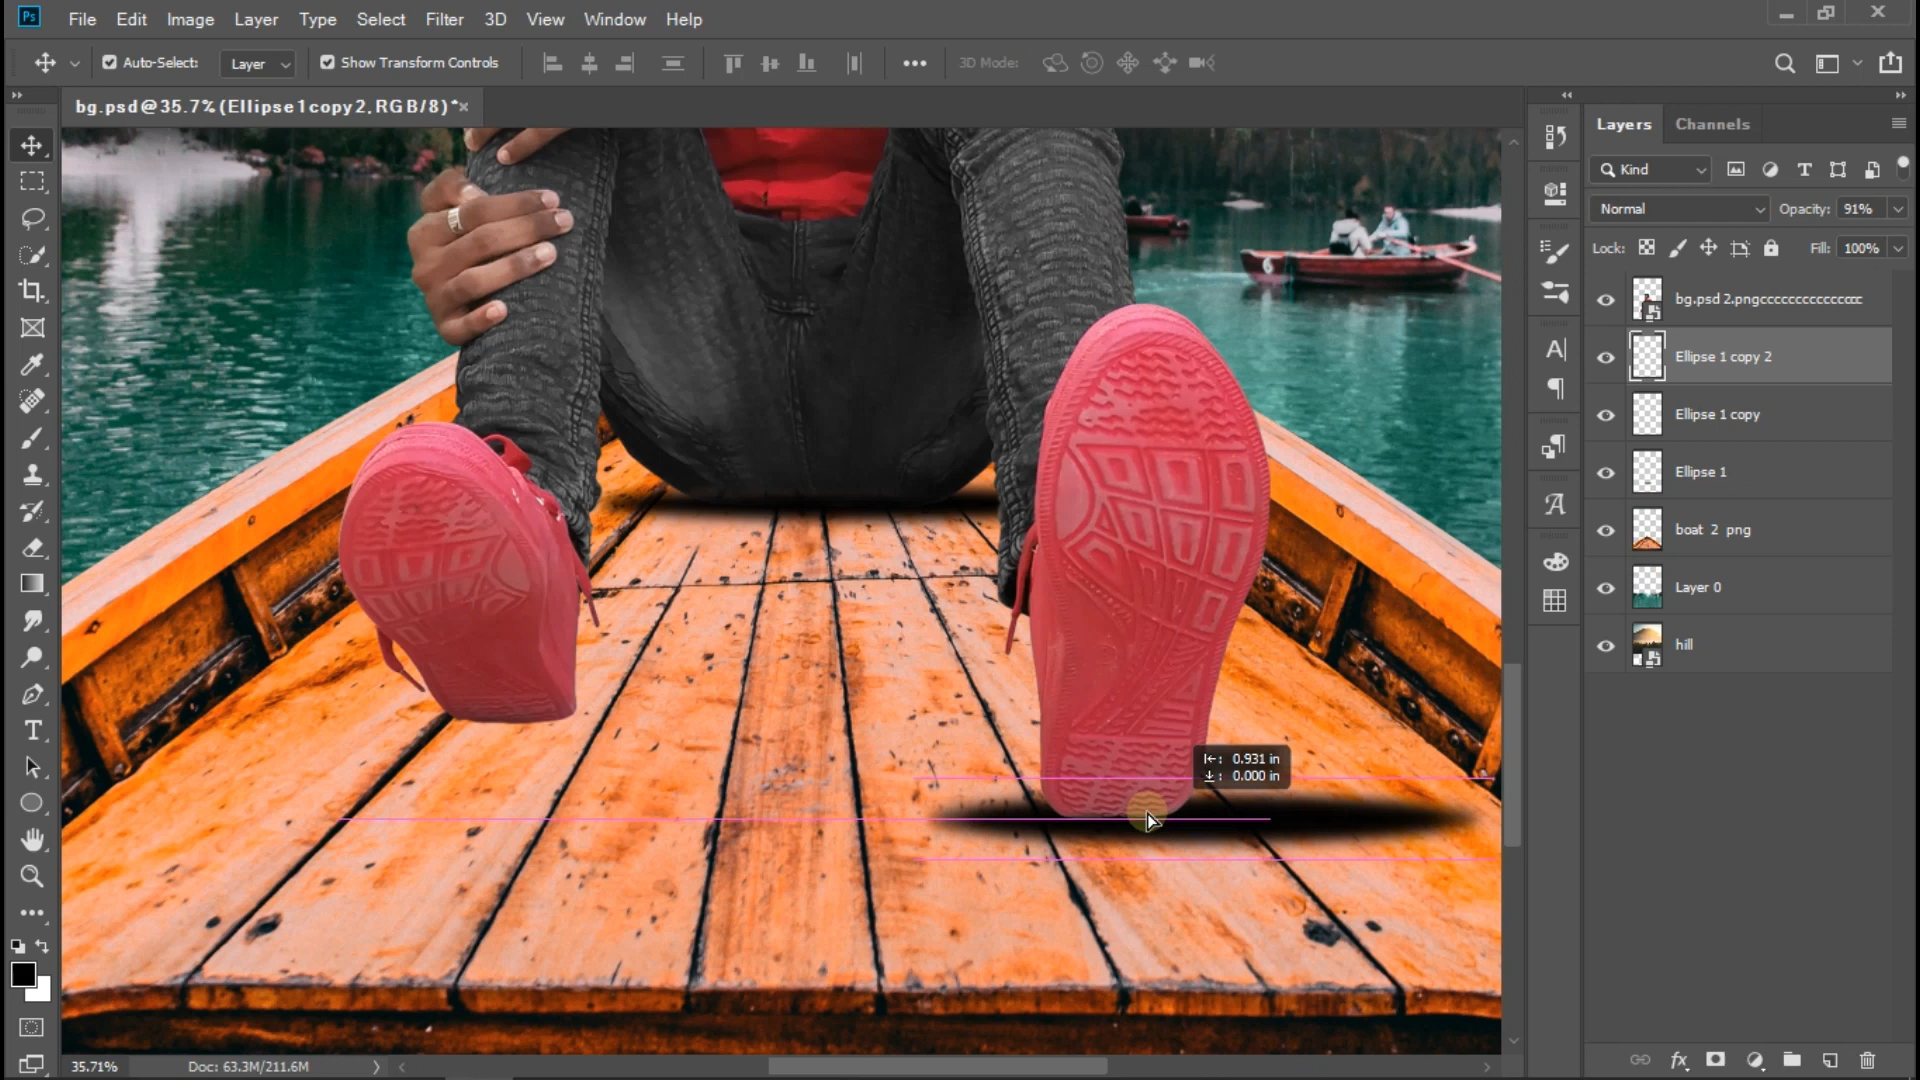 Ps File Edit Image Layer Type Select Filter 3D View Window Help
Auto-Select: Layer Show Transform Controls 3D Mode:
bg.psd @ 35.7% (Ellipse 1 copy 2, RGB/8) *
Layers Channels
Kind
Normal Opacity: 91%
Lock: Fill: 100%
bg.psd 2.pngccccccccccccccc
Ellipse 1 copy 2
Ellipse 1 copy
Ellipse 1
boat 2 png
Layer 0
hill
6
0.931 in
0.000 in
35.71% Doc: 63.3M/211.6M